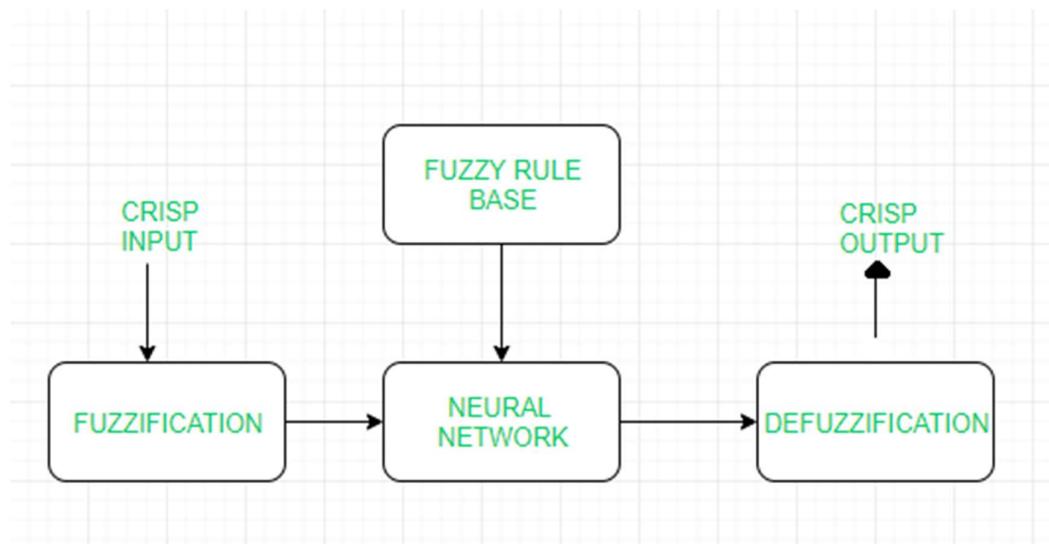 FUZZY RULE
BASE
CRISP
INPUT
CRISP
OUTPUT
FUZZIFICATION
NEURAL
NETWORK
DEFUZZIFICATION